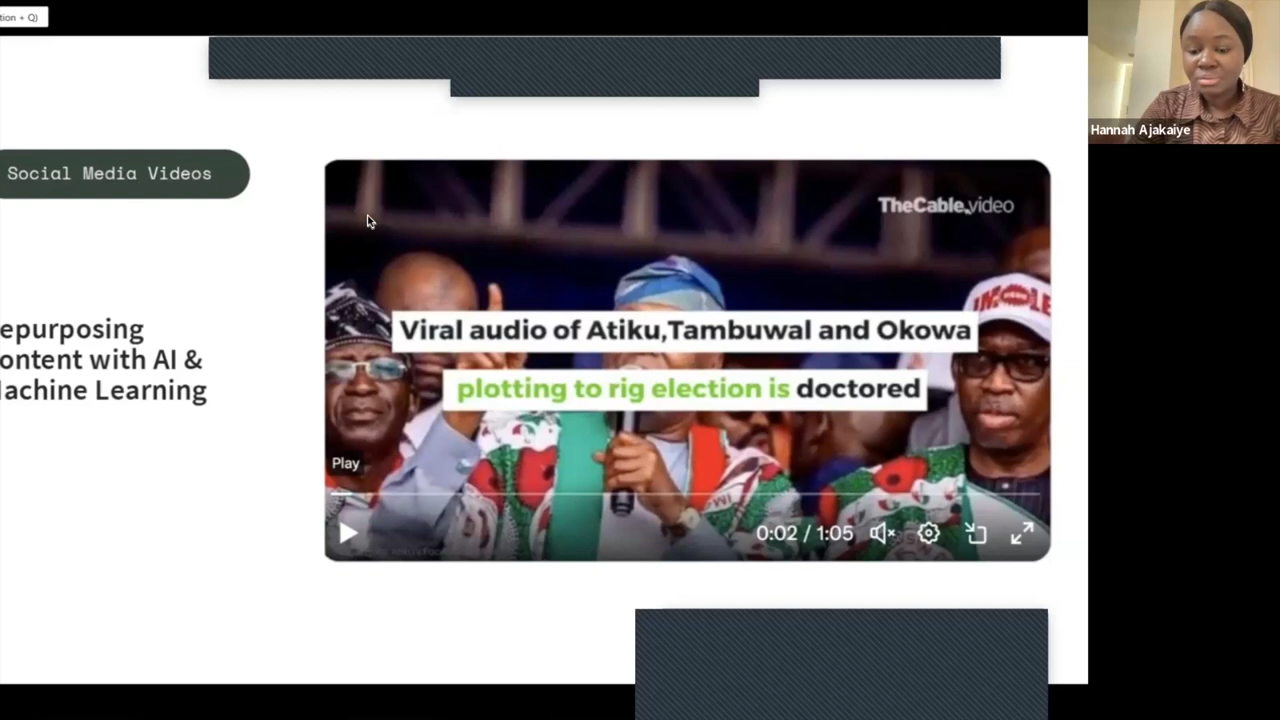 tion + Q)
Hannah Ajakaiye
Social Media Videos
TheCable.video
epurposing
ontent with AI &
achine Learning
Viral audio of Atiku,Tambuwal and Okowa
plotting to rig election is doctored
Play
0:02 / 1:05